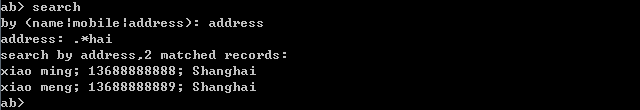 ab> search
by (name|mobile|address): address
address: .*hai
search by address,2 matched records:
xiao ming; 13688888888; Shanghai
xiao meng; 13688888889; Shanghai
ab>